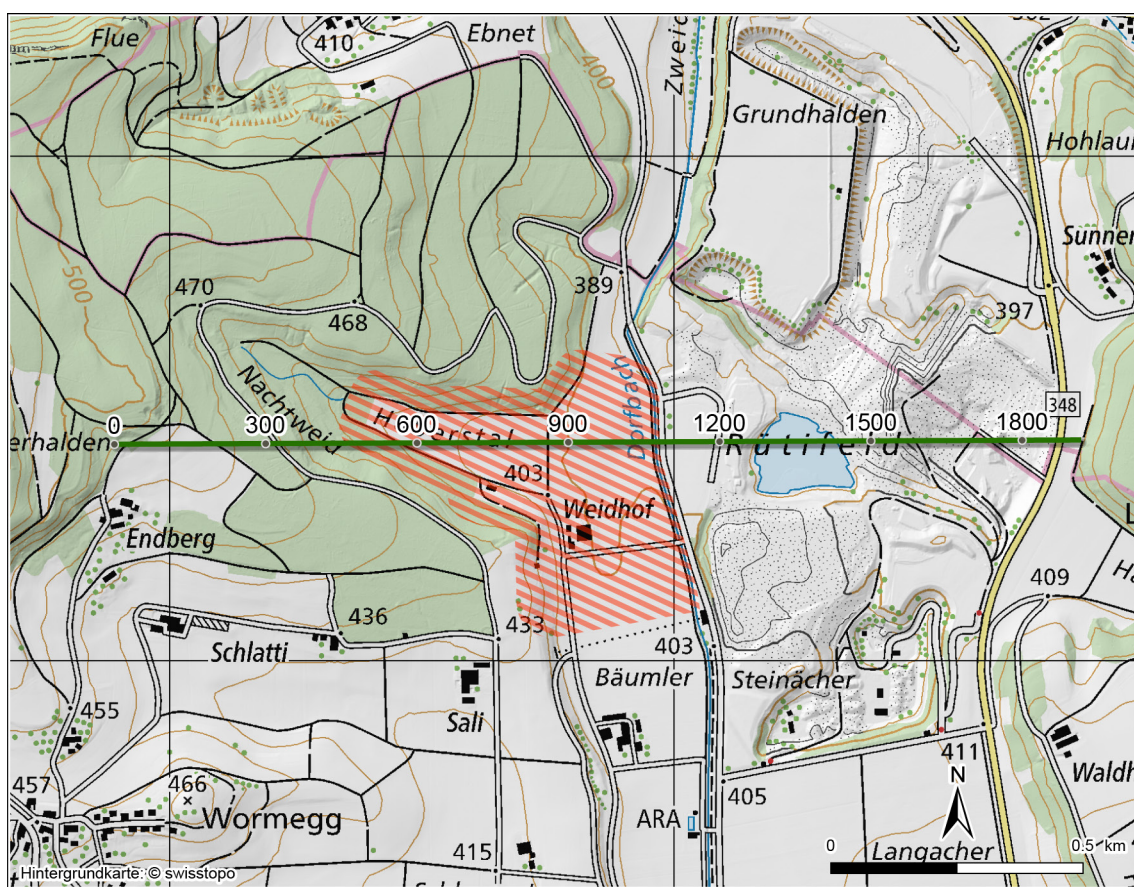 Flue
410
Ebnet
400
Zweid
Grundhalden
Hohlau
Sunner
500
470
468
389
397
Dorfbach
348
Nachtweid
0
300
600
900
1200
1500
1800
erhalden
Rütifeld
403
Weidhof
Endberg
409
436
433
403
Schlatti
Bäumler
Steinächer
Sali
455
411
Waldh
457
466
Wormegg
405
N
ARA
415
0
0.5 km
Langacher
Hintergrundkarte: © swisstopo